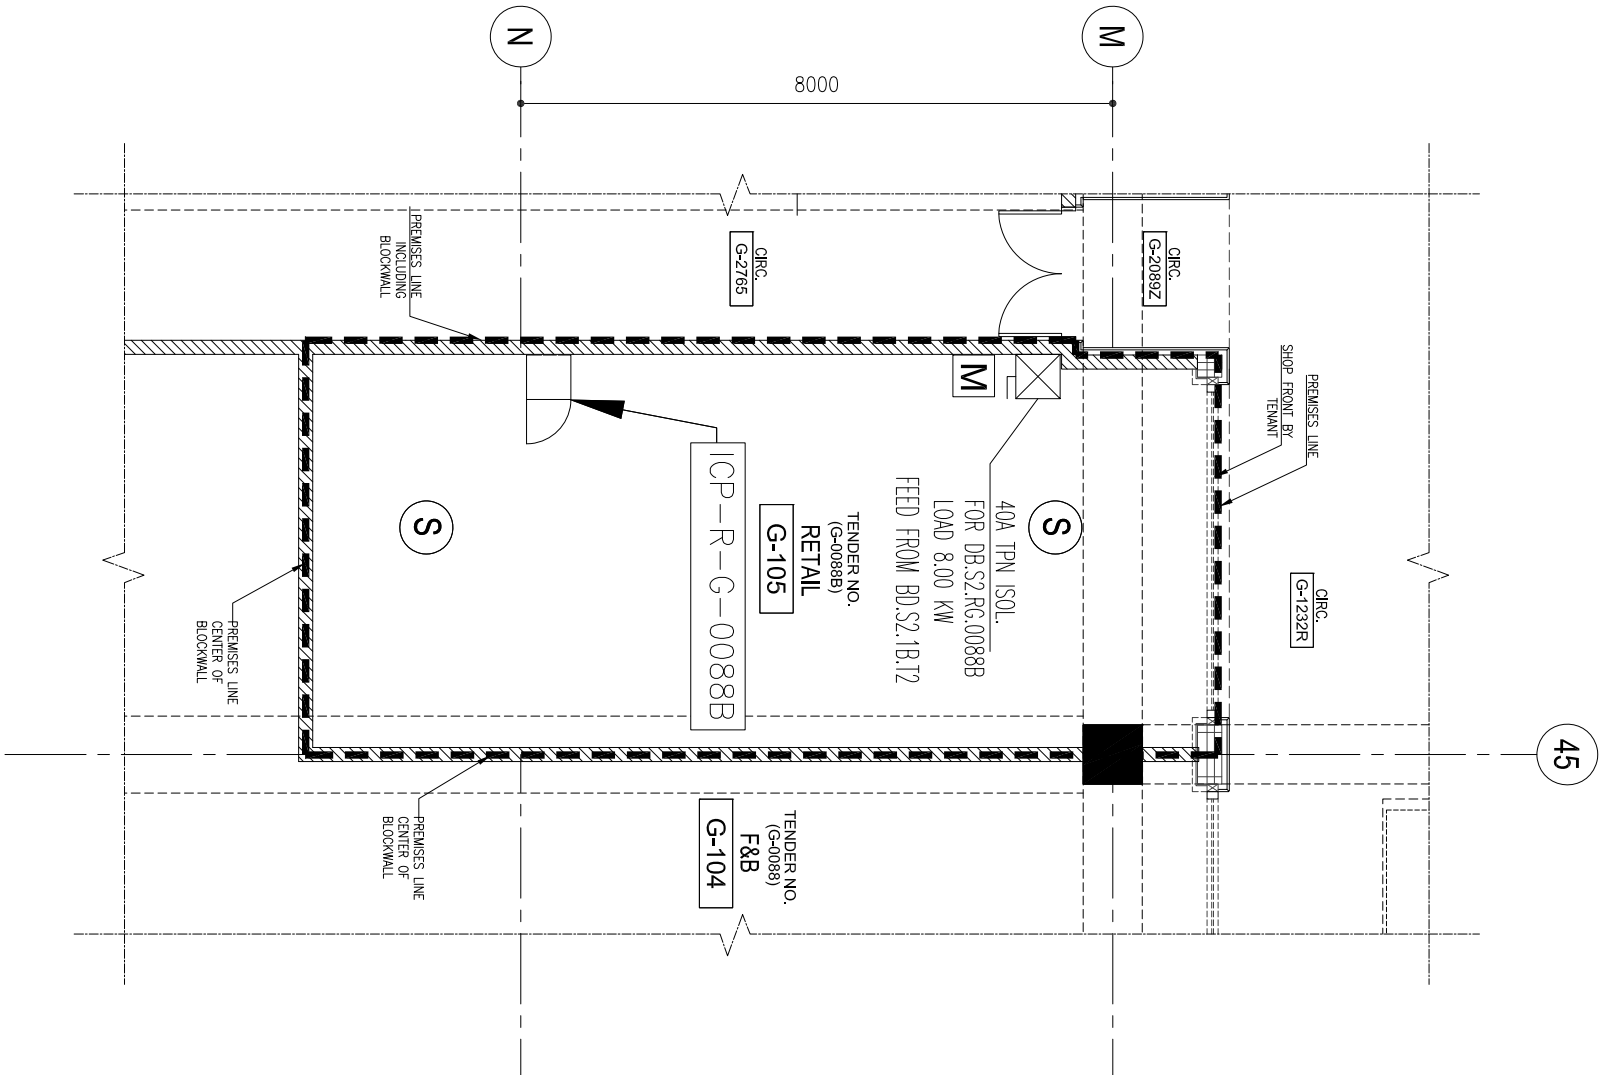 N
M
8000
CIRC.
G-2765
CIRC.
G-2089Z
PREMISES LINE
INCLUDING
BLOCKWALL
PREMISES LINE
SHOP FRONT BY
TENANT
M
S
S
40A TPN ISOL.
FOR DB.S2.RG.0088B
LOAD 8.00 KW
FEED FROM BD.S2.1B.T2
TENDER NO.
(G-0088B)
RETAIL
G-105
ICP-R-G-0088B
CIRC.
G-1232R
PREMISES LINE
CENTER OF
BLOCKWALL
45
TENDER NO.
(G-0088)
F&B
G-104
PREMISES LINE
CENTER OF
BLOCKWALL